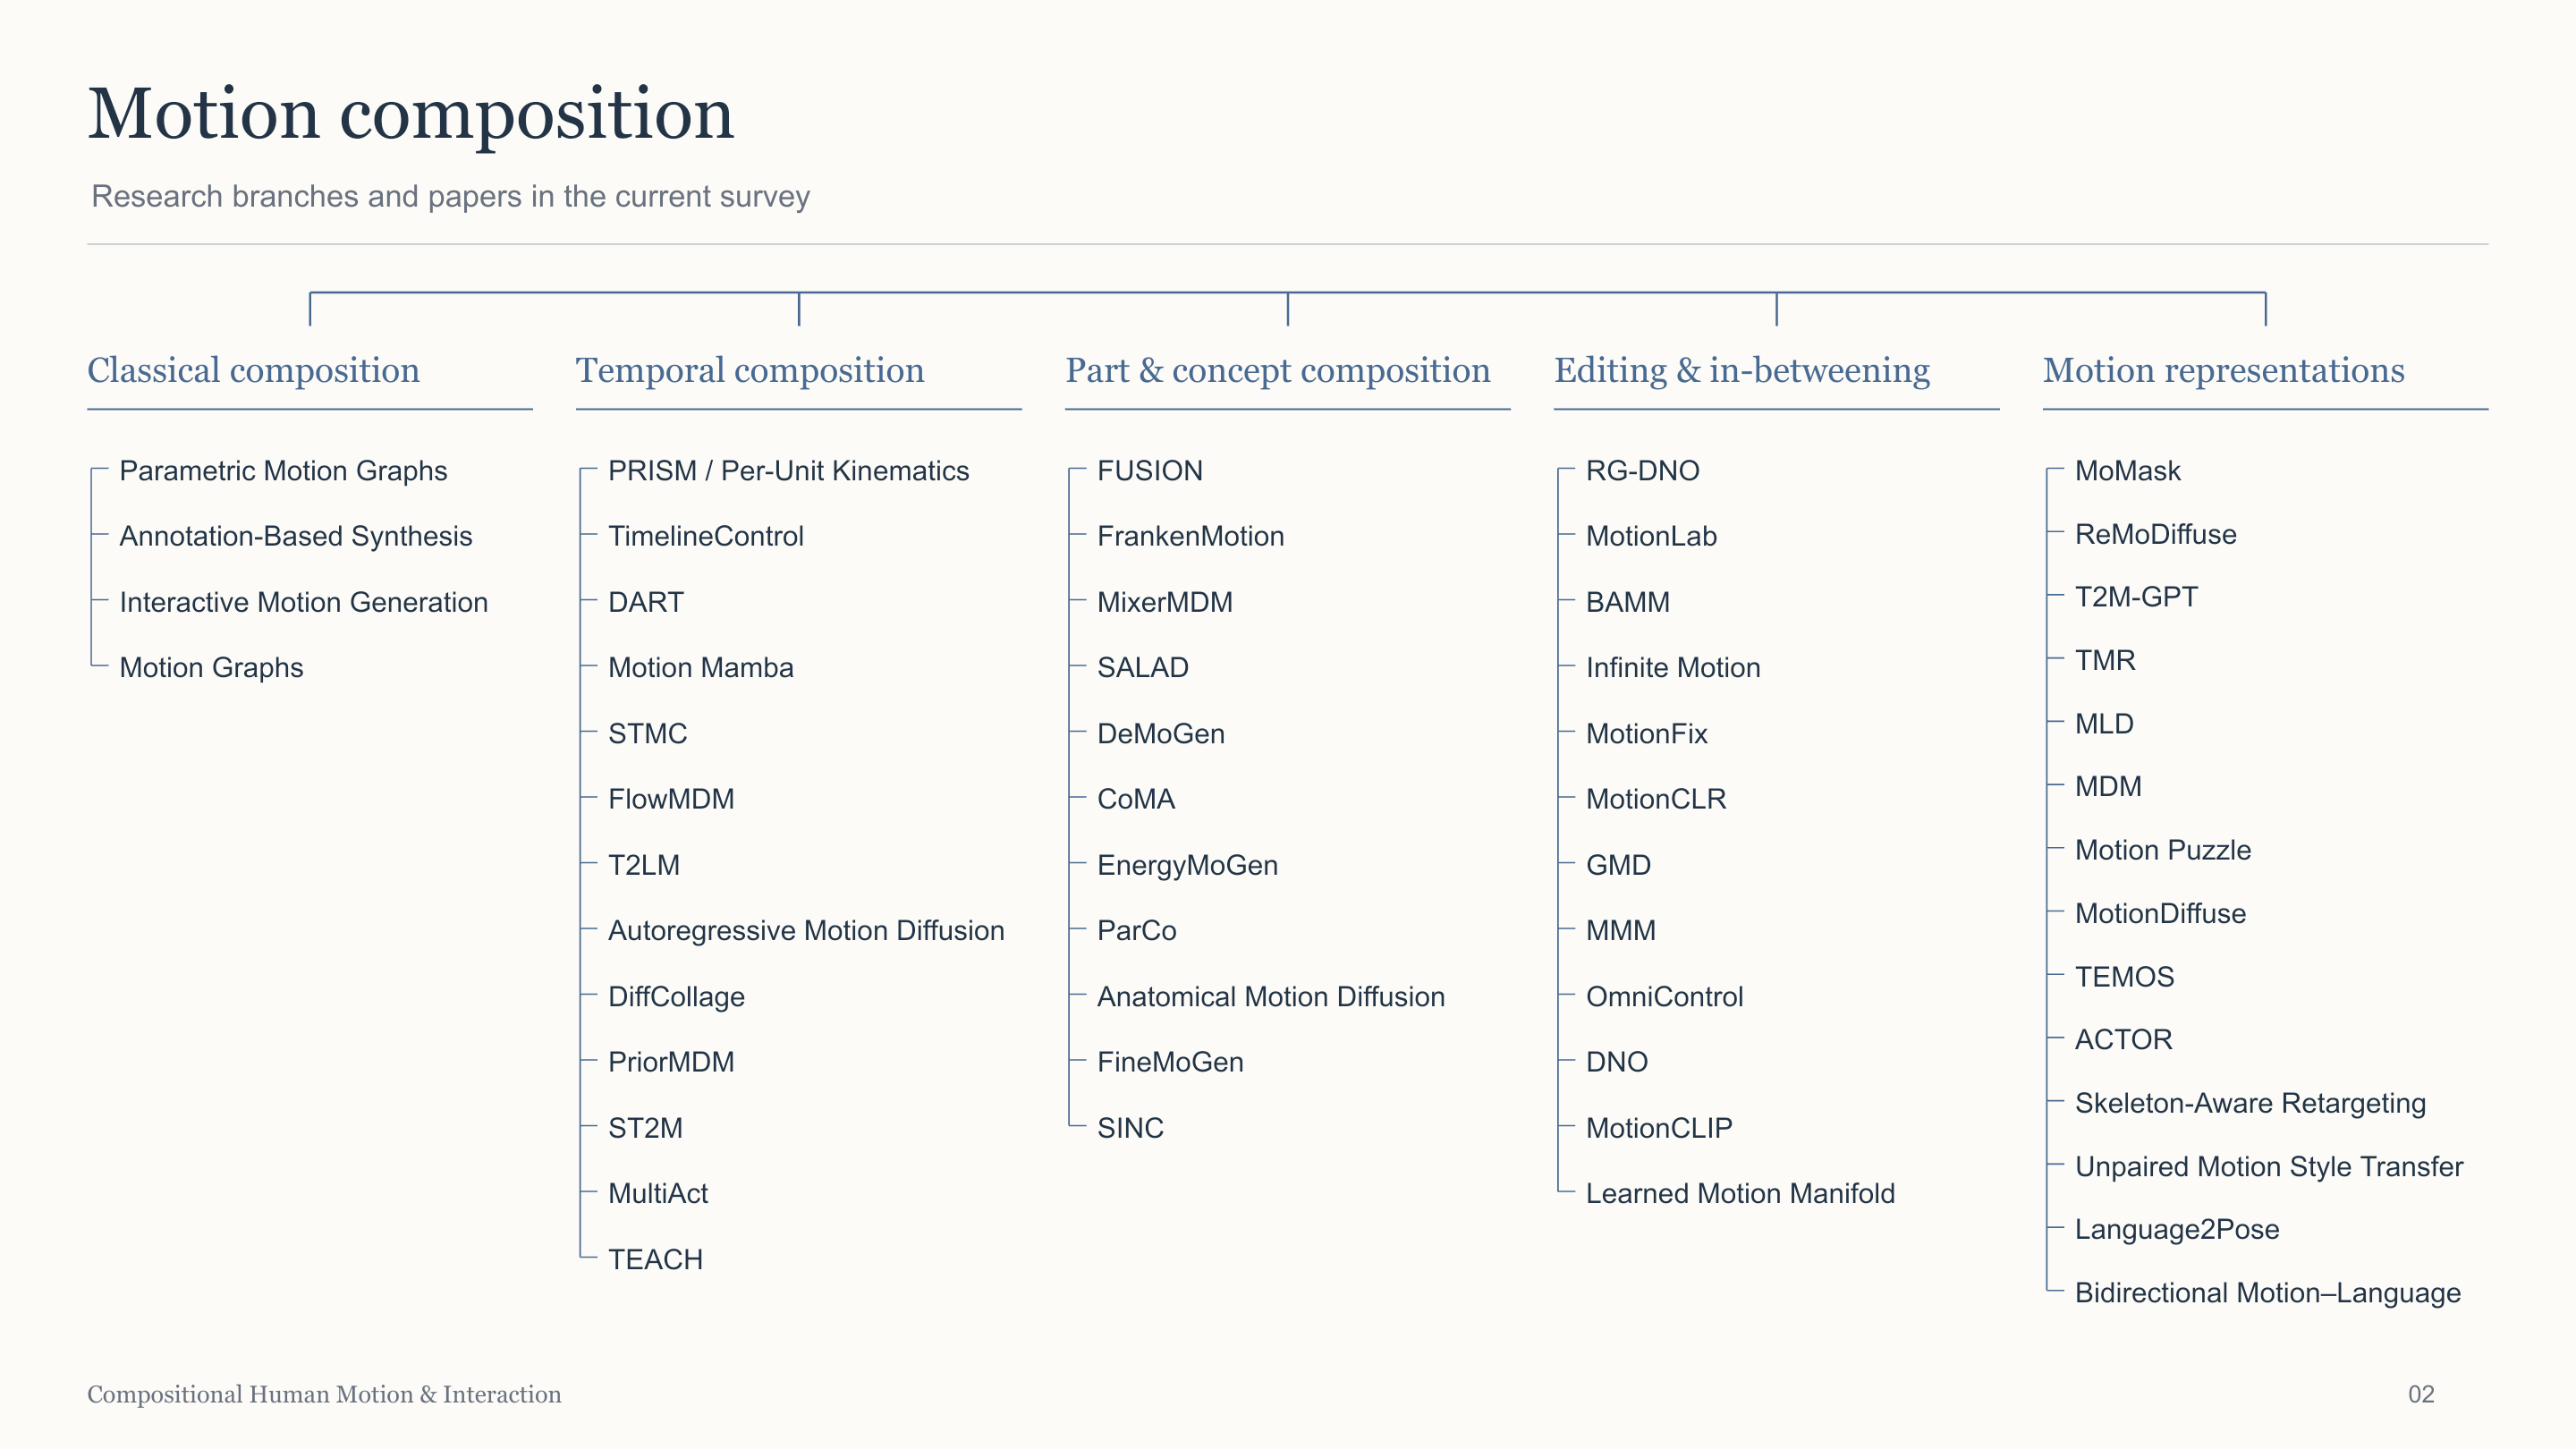 Motion composition
Research branches and papers in the current survey
Classical composition
Parametric Motion Graphs
Annotation-Based Synthesis
Interactive Motion Generation
Motion Graphs
Temporal composition
PRISM / Per-Unit Kinematics
TimelineControl
DART
Motion Mamba
STMC
FlowMDM
T2LM
Autoregressive Motion Diffusion
DiffCollage
PriorMDM
ST2M
MultiAct
TEACH
Part & concept composition
FUSION
FrankenMotion
MixerMDM
SALAD
DeMoGen
CoMA
EnergyMoGen
ParCo
Anatomical Motion Diffusion
FineMoGen
SINC
Editing & in-betweening
RG-DNO
MotionLab
BAMM
Infinite Motion
MotionFix
MotionCLR
GMD
MMM
OmniControl
DNO
MotionCLIP
Learned Motion Manifold
Motion representations
MoMask
ReMoDiffuse
T2M-GPT
TMR
MLD
MDM
Motion Puzzle
MotionDiffuse
TEMOS
ACTOR
Skeleton-Aware Retargeting
Unpaired Motion Style Transfer
Language2Pose
Bidirectional Motion–Language
Compositional Human Motion & Interaction
02